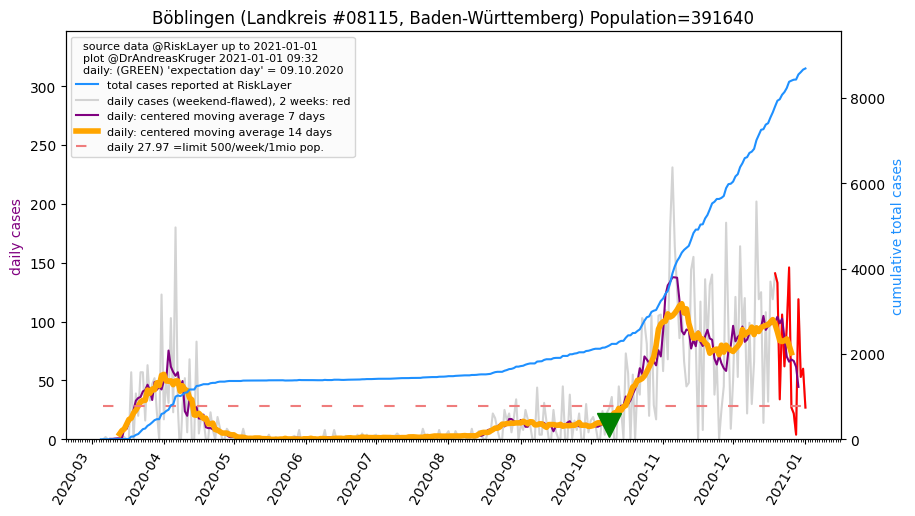 Böblingen (Landkreis #08115, Baden-Württemberg) Population=391640
source data @RiskLayer up to 2021-01-01
plot @DrAndreasKruger 2021-01-01 09:32
daily: (GREEN) 'expectation day' = 09.10.2020
total cases reported at RiskLayer
daily cases (weekend-flawed), 2 weeks: red
daily: centered moving average 7 days
daily: centered moving average 14 days
daily 27.97 =limit 500/week/1mio pop.
daily cases
300
250
200
150
100
50
0
cumulative total cases
8000
6000
4000
2000
0
2020-03
2020-04
2020-05
2020-06
2020-07
2020-08
2020-09
2020-10
2020-11
2020-12
2021-01